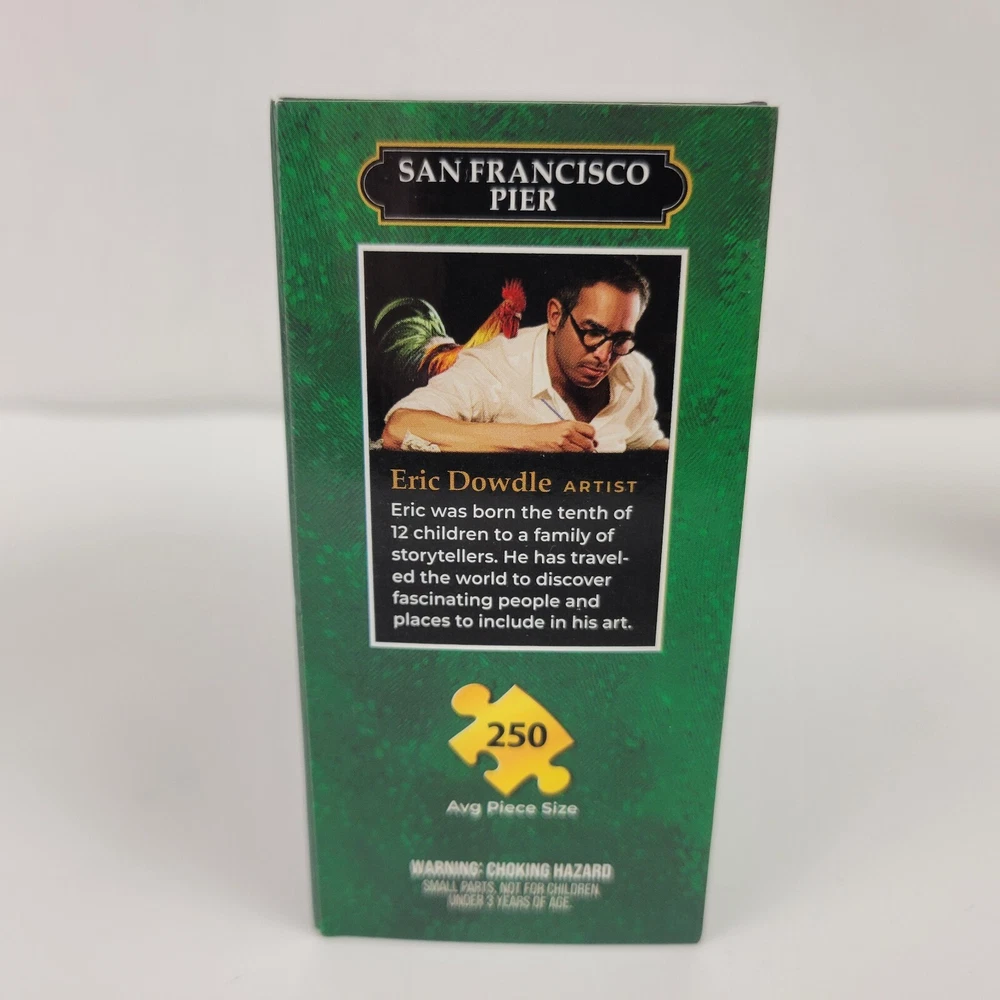 SAN FRANCISCO
PIER
Eric Dowdle ARTIST
Eric was born the tenth of
12 children to a family of
storytellers. He has travel-
ed the world to discover
fascinating people and
places to include in his art.
250
Avg Piece Size
WARNING: CHOKING HAZARD
SMALL PARTS. NOT FOR CHILDREN
UNDER 3 YEARS OF AGE.